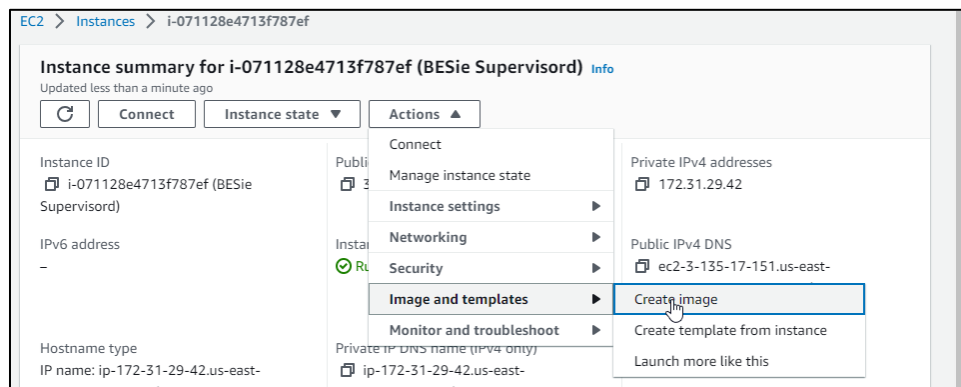 EC2 > Instances > i-071128e4713f787ef
Instance summary for i-071128e4713f787ef (BESie Supervisord) Info
Updated less than a minute ago
Connect Instance state Actions
Connect
Manage instance state
Instance settings
Networking
Security
Image and templates
Monitor and troubleshoot
Create image
Create template from instance
Launch more like this
Instance ID
i-071128e4713f787ef (BESie
Supervisord)
IPv6 address
–
Hostname type
IP name: ip-172-31-29-42.us-east-
Private IP DNS name (IPv4 only)
ip-172-31-29-42.us-east-
Private IPv4 addresses
172.31.29.42
Public IPv4 DNS
ec2-3-135-17-151.us-east-